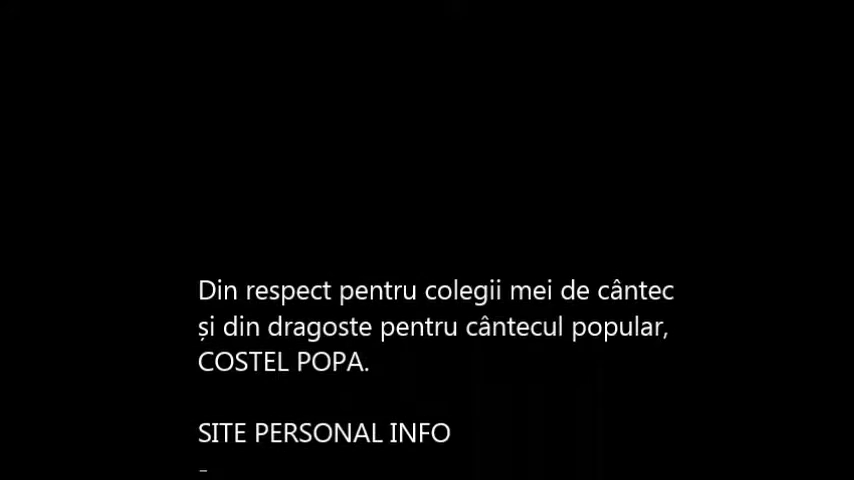 Din respect pentru colegii mei de cântec
și din dragoste pentru cântecul popular,
COSTEL POPA.
SITE PERSONAL INFO